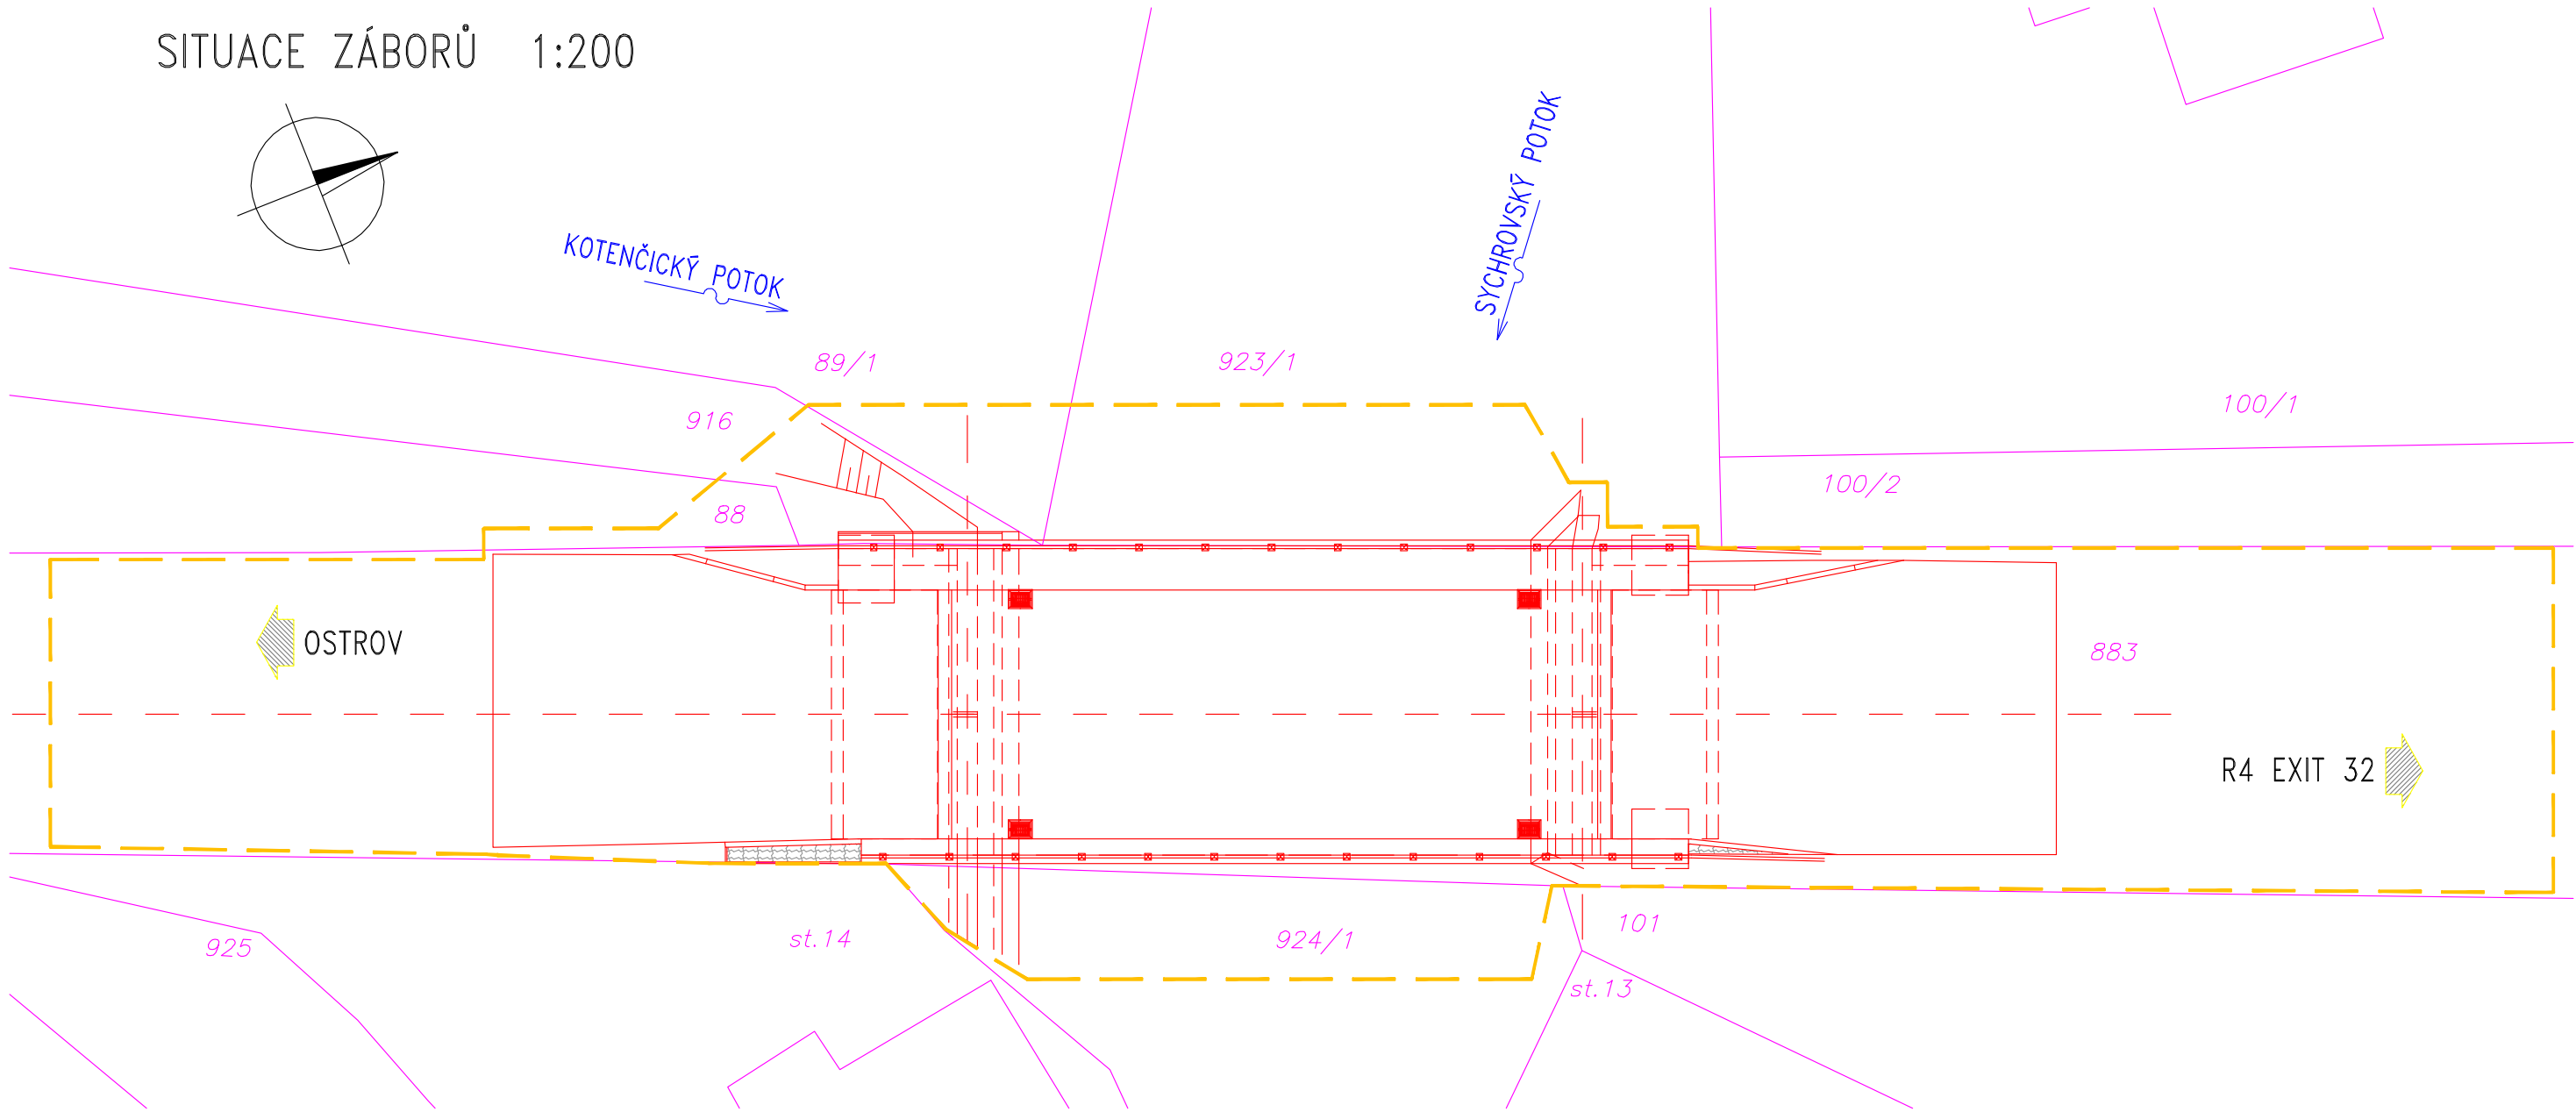 SITUACE ZÁBORŮ 1:200
KOTENČICKÝ POTOK
SYCHROVSKÝ POTOK
89/1
923/1
916
100/1
88
100/2
OSTROV
883
R4 EXIT 32
925
st.14
924/1
101
st.13